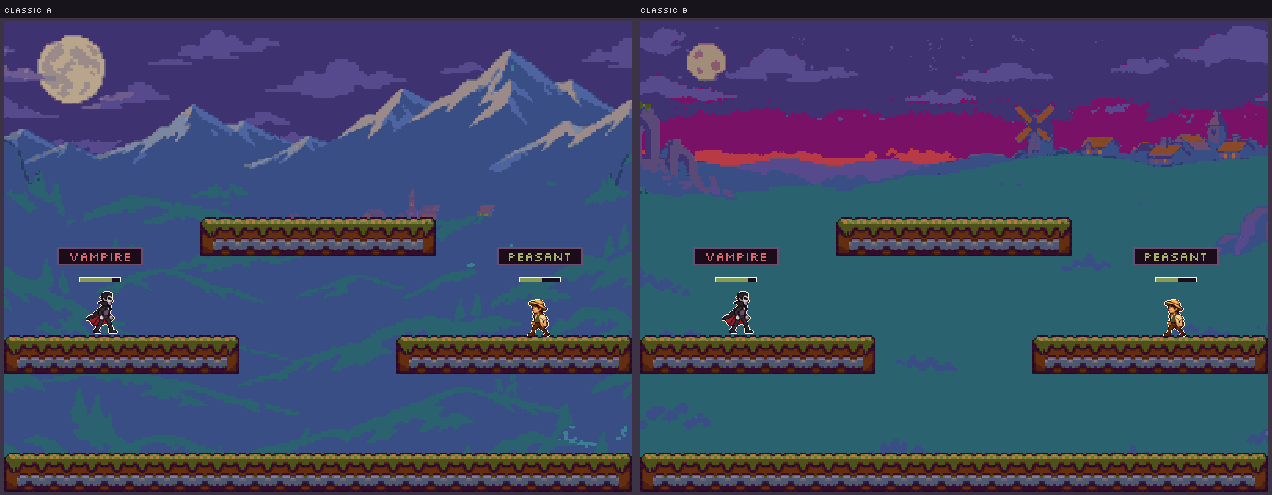 CLASSIC A
CLASSIC B
VAMPIRE
PEASANT
VAMPIRE
PEASANT